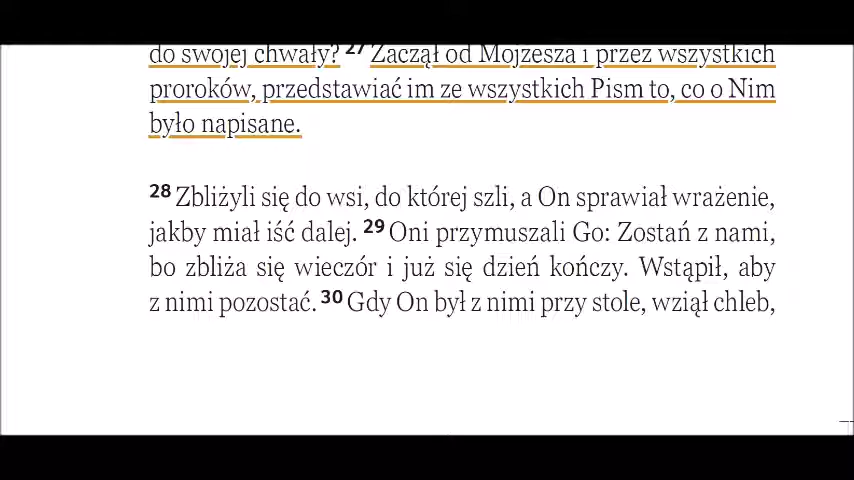 do swojej chwały? 27 Zaczął od Mojżesza i przez wszystkich
proroków, przedstawiać im ze wszystkich Pism to, co o Nim
było napisane.
28 Zbliżyli się do wsi, do której szli, a On sprawiał wrażenie,
jakby miał iść dalej. 29 Oni przymuszali Go: Zostań z nami,
bo zbliża się wieczór i już się dzień kończy. Wstąpił, aby
z nimi pozostać. 30 Gdy On był z nimi przy stole, wziął chleb,